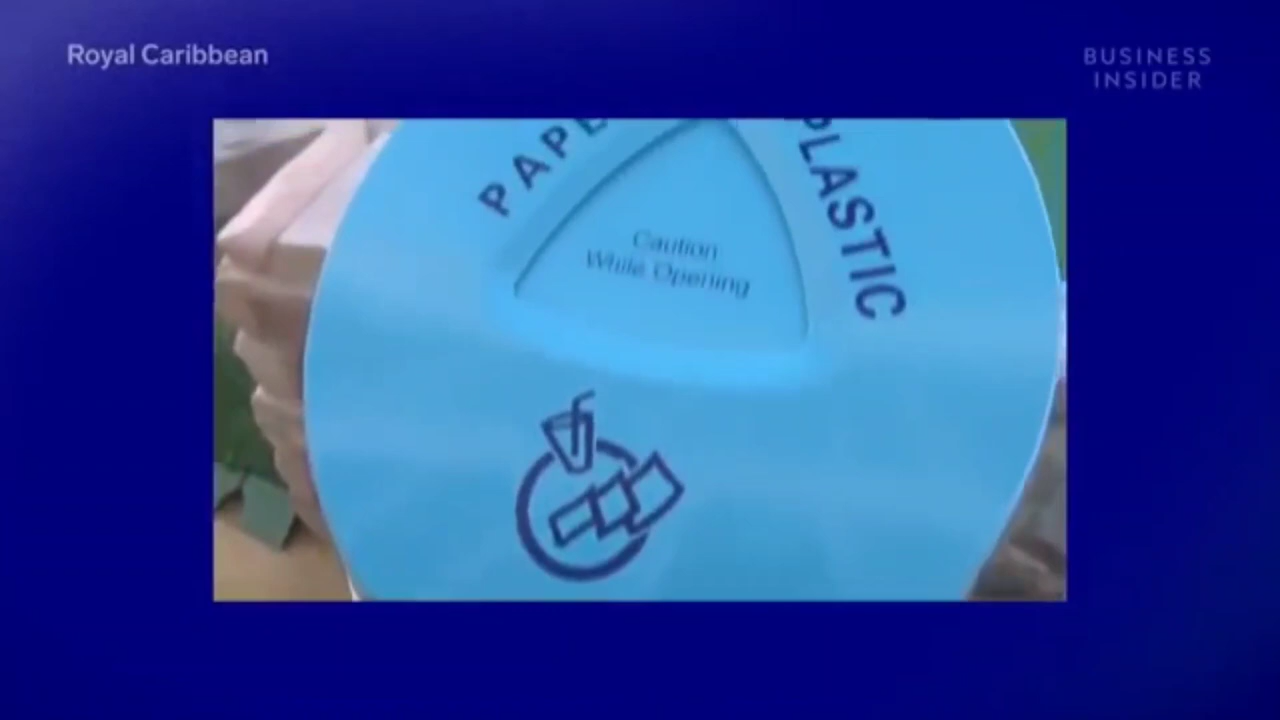 Royal Caribbean
BUSINESS
INSIDER
PAPE
PLASTIC
Caution
While Opening